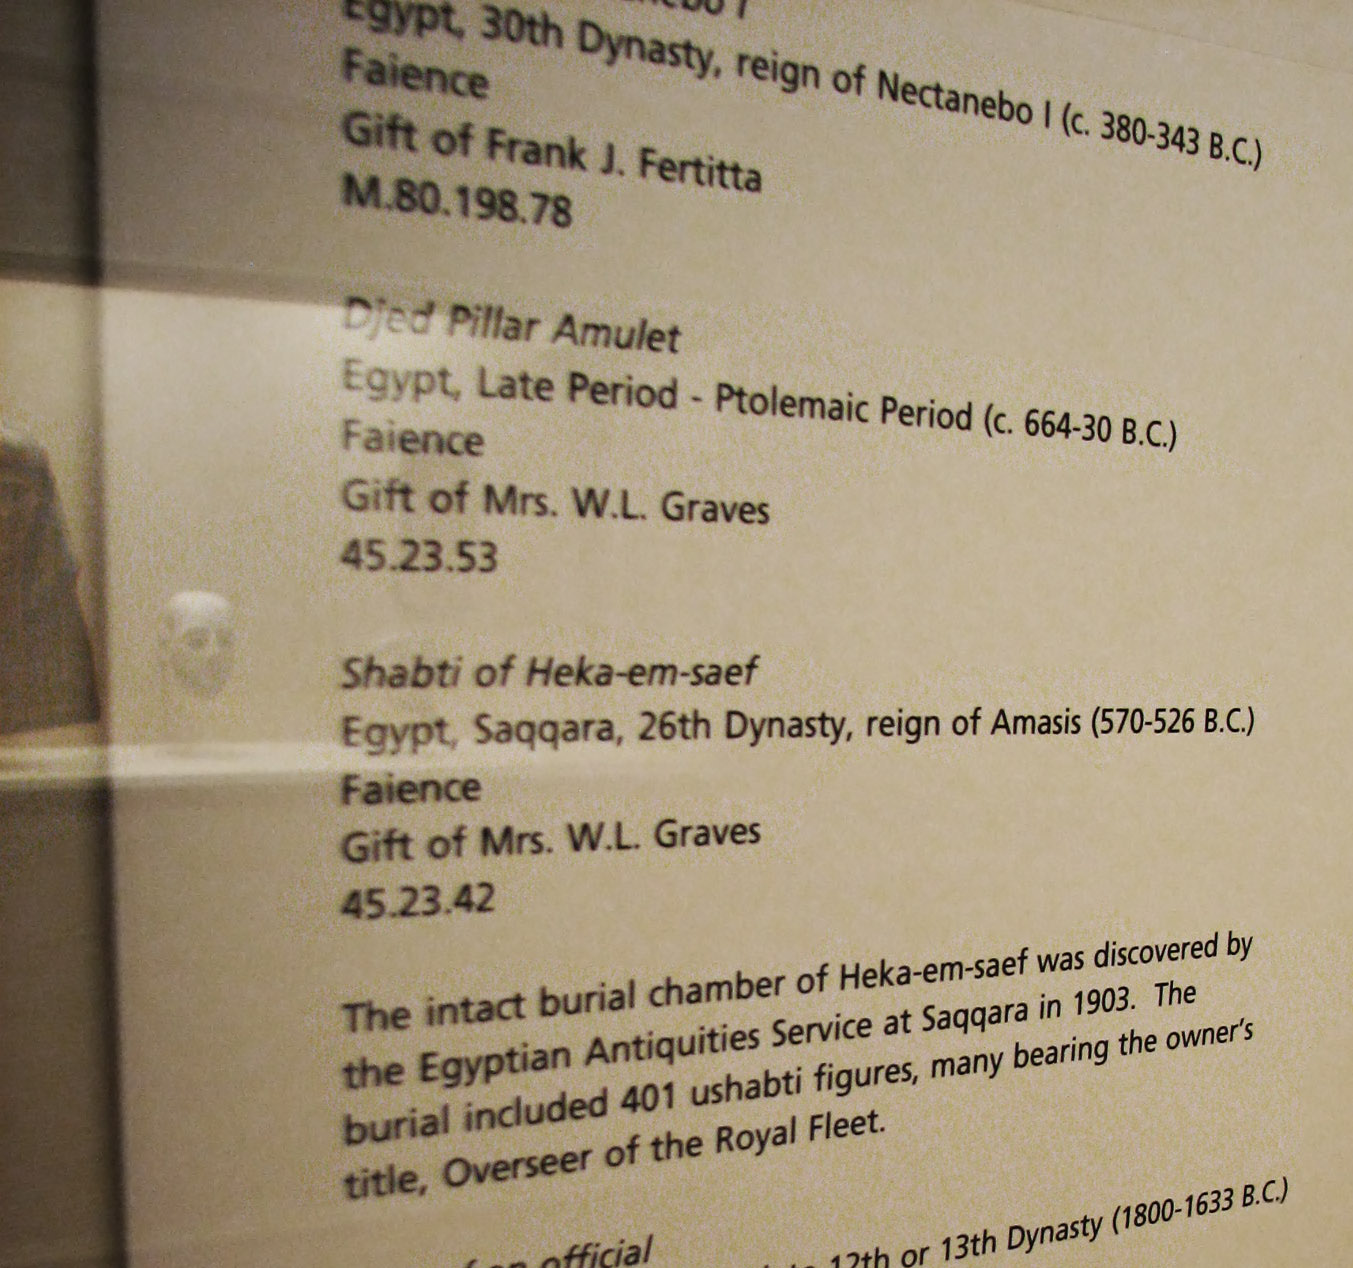 Egypt, 30th Dynasty, reign of Nectanebo I (c. 380-343 B.C.)
Faience
Gift of Frank J. Fertitta
M.80.198.78
Djed Pillar Amulet
Egypt, Late Period - Ptolemaic Period (c. 664-30 B.C.)
Faience
Gift of Mrs. W.L. Graves
45.23.53
Shabti of Heka-em-saef
Egypt, Saqqara, 26th Dynasty, reign of Amasis (570-526 B.C.)
Faience
Gift of Mrs. W.L. Graves
45.23.42
The intact burial chamber of Heka-em-saef was discovered by
the Egyptian Antiquities Service at Saqqara in 1903. The
burial included 401 ushabti figures, many bearing the owner's
title, Overseer of the Royal Fleet.
official
12th or 13th Dynasty (1800-1633 B.C.)